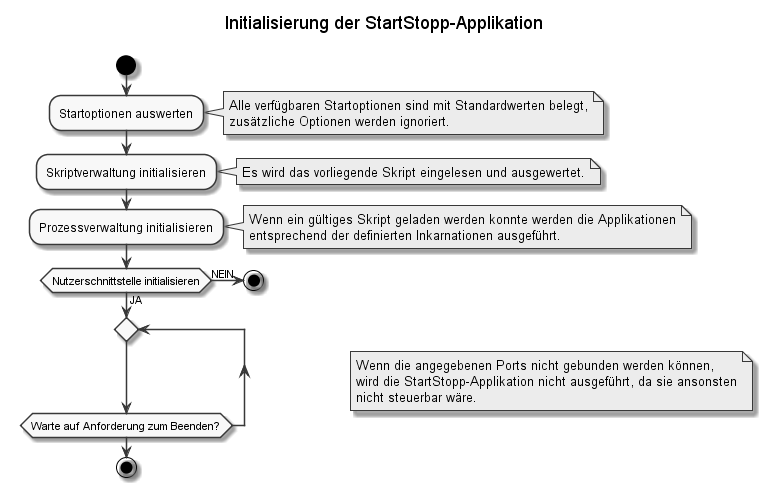 Initialisierung der StartStopp-Applikation
Startoptionen auswerten
Alle verfügbaren Startoptionen sind mit Standardwerten belegt,
zusätzliche Optionen werden ignoriert.
Skriptverwaltung initialisieren
Es wird das vorliegende Skript eingelesen und ausgewertet.
Prozessverwaltung initialisieren
Wenn ein gültiges Skript geladen werden konnte werden die Applikationen
entsprechend der definierten Inkarnationen ausgeführt.
Nutzerschnittstelle initialisieren
NEIN
JA
Wenn die angegebenen Ports nicht gebunden werden können,
wird die StartStopp-Applikation nicht ausgeführt, da sie ansonsten
nicht steuerbar wäre.
Warte auf Anforderung zum Beenden?